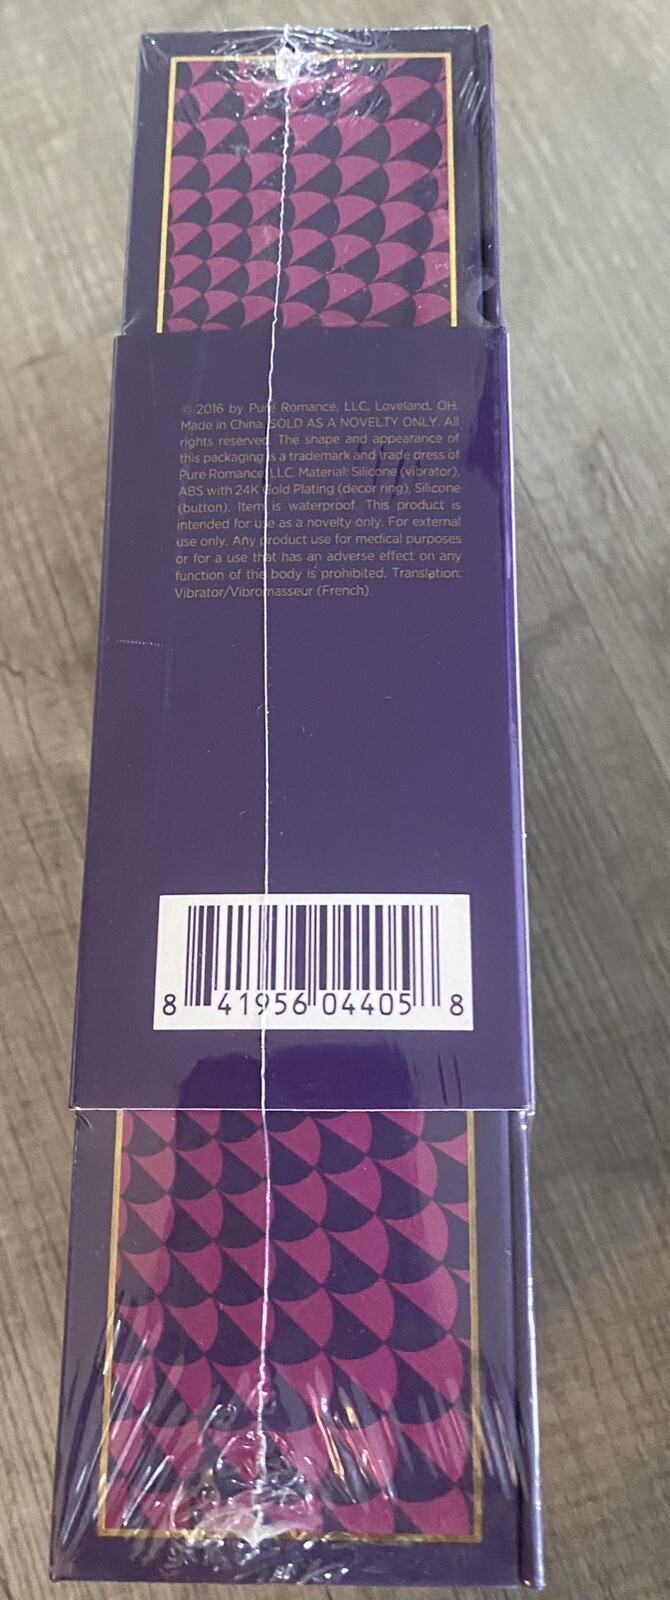 © 2016 by Pure Romance, LLC, Loveland, OH.
Made in China. SOLD AS A NOVELTY ONLY. All
rights reserved. The shape and appearance of
this packaging is a trademark and trade dress of
Pure Romance, LLC. Material: Silicone (vibrator),
ABS with 24K Gold Plating (decor ring), Silicone
(button). Item is waterproof. This product is
intended for use as a novelty only. For external
use only. Any product use for medical purposes
or for a use that has an adverse effect on any
function of the body is prohibited. Translation:
Vibrator/Vibromasseur (French).
8 41956 04405 8